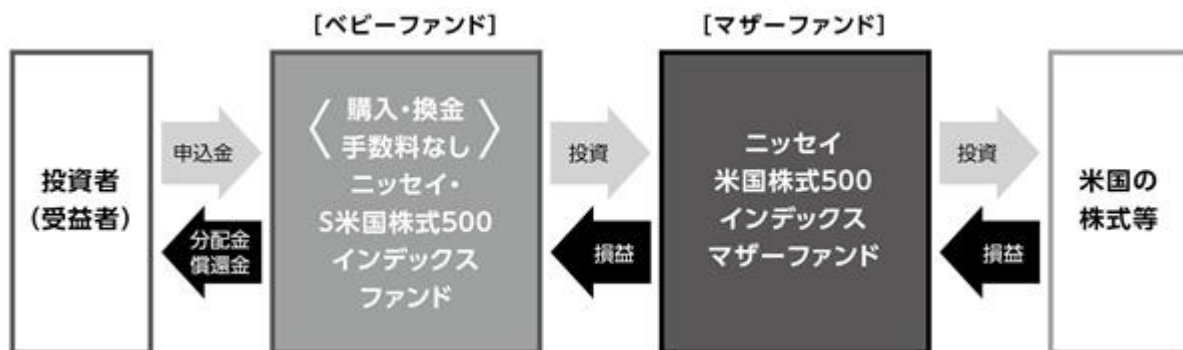 [ベビーファンド]
[マザーファンド]
投資者
(受益者)
申込金
分配金
償還金
〈購入・換金
手数料なし〉
ニッセイ・
S米国株式500
インデックス
ファンド
投資
損益
ニッセイ
米国株式500
インデックス
マザーファンド
投資
損益
米国の
株式等